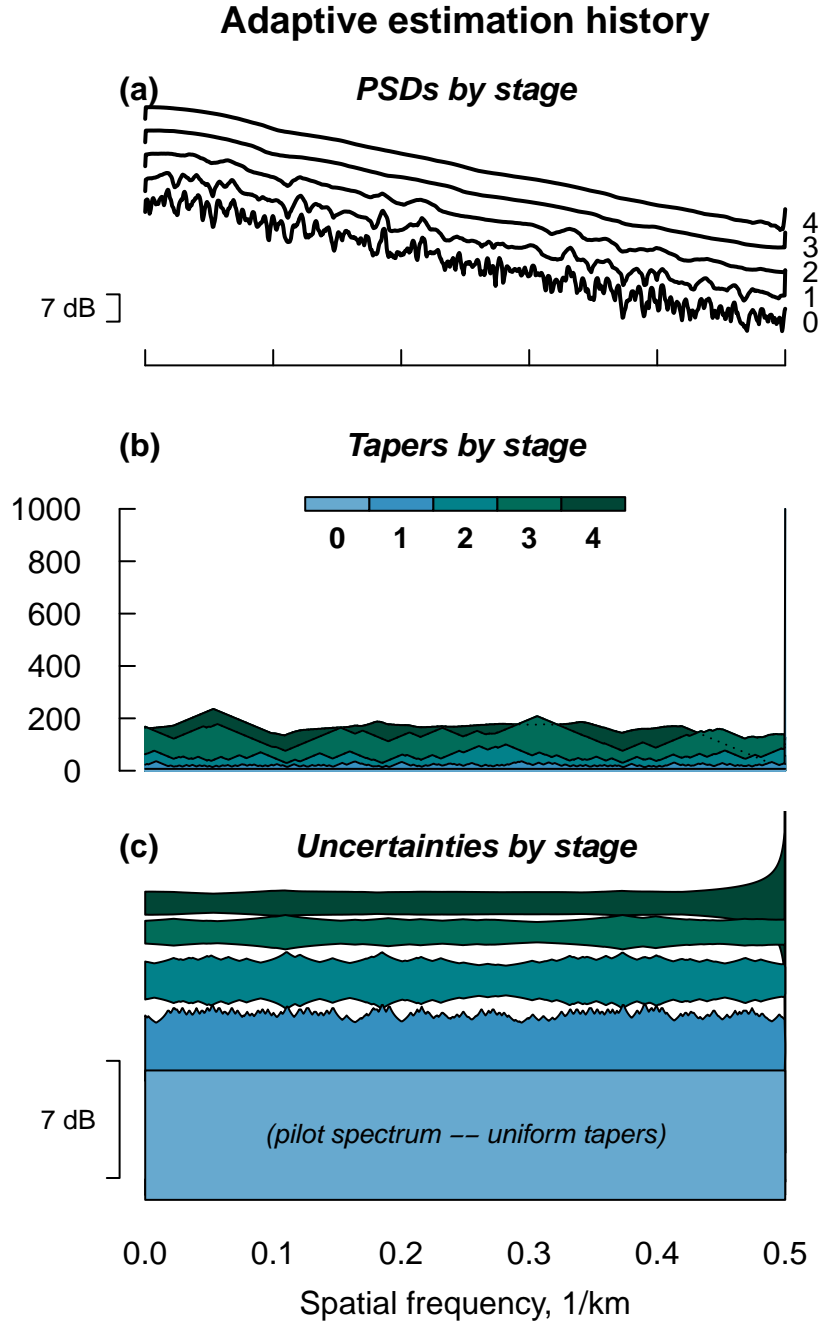 Adaptive estimation history
(a) PSDs by stage
4
3
2
1
0
7 dB
(b) Tapers by stage
1000
800
600
400
200
0
0 1 2 3 4
(c) Uncertainties by stage
7 dB
(pilot spectrum −− uniform tapers)
0.0 0.1 0.2 0.3 0.4 0.5
Spatial frequency, 1/km